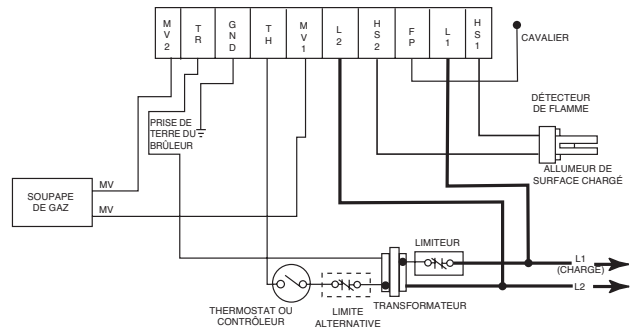 MV2
TR
GND
TH
MV1
L2
HS2
FP
L1
HS1
CAVALIER
DÉTECTEUR
DE FLAMME
PRISE DE
TERRE DU
BRÛLEUR
ALLUMEUR DE
SURFACE CHARGÉ
SOUPAPE
DE GAZ
MV
MV
LIMITEUR
L1
(CHARGE)
L2
TRANSFORMATEUR
THERMOSTAT OU
CONTRÔLEUR
LIMITE
ALTERNATIVE